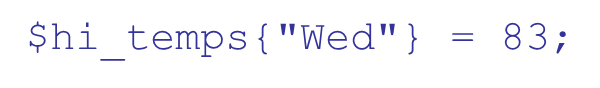 $hi_temps{"Wed"} = 83;